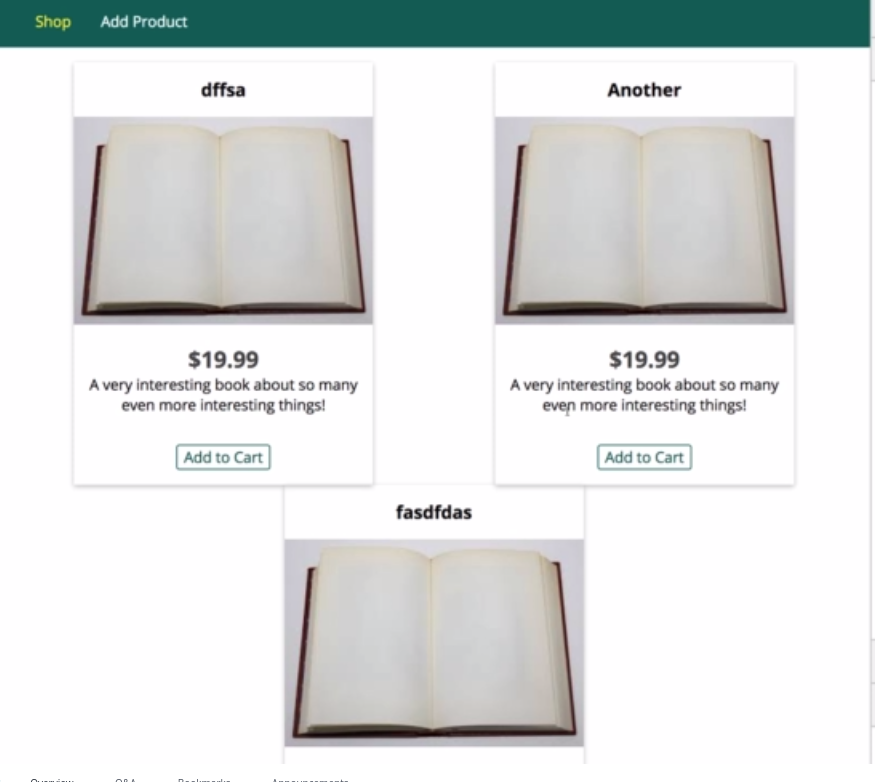 Shop Add Product
dffsa
Another
$19.99
A very interesting book about so many
even more interesting things!
Add to Cart
$19.99
A very interesting book about so many
even more interesting things!
Add to Cart
fasdfdas
Overview Q&A Bookmarks Announcements